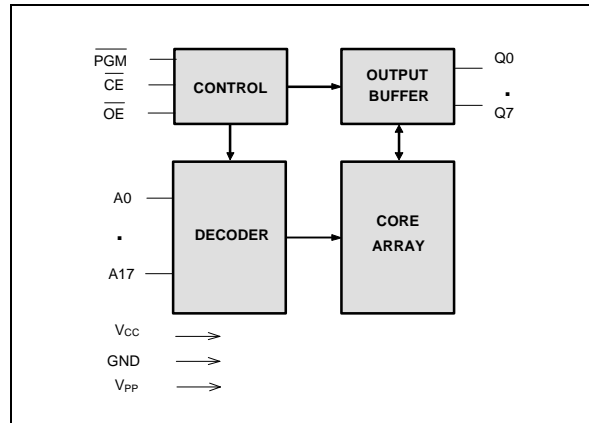 PGM
CE
OE
CONTROL
OUTPUT
BUFFER
Q0
.
Q7
A0
.
A17
DECODER
CORE
ARRAY
VCC
GND
VPP